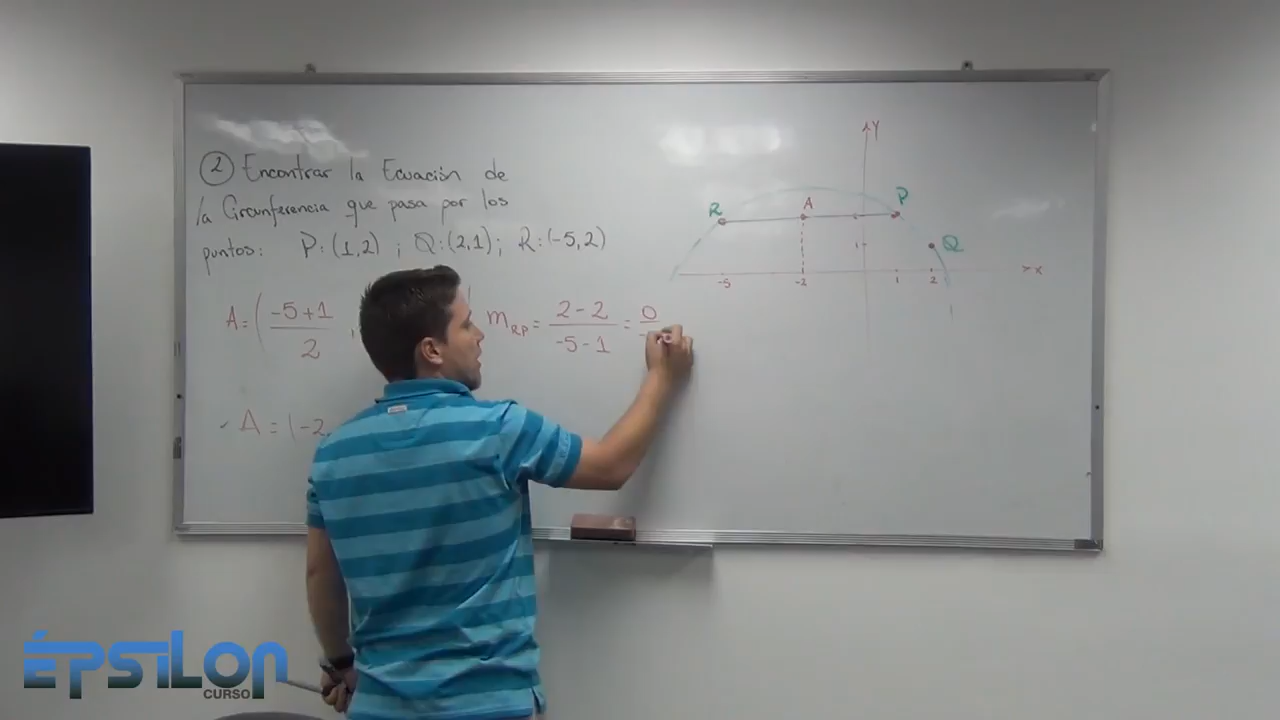 ② Encontrar la Ecuación de
la Circunferencia que pasa por los
puntos: P:(1,2) ; Q:(2,1); R:(-5,2)
A=( -5+1 / 2 ,
m RP = 2-2 / -5-1 = 0 /
✓ A = (-2
Y
R A P
1 Q
-5 -2 1 2 x
ÉPSILON
CURSO